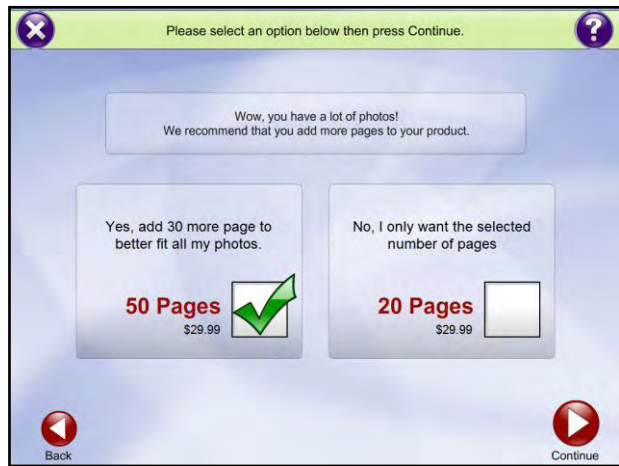 Please select an option below then press Continue.
?
Wow, you have a lot of photos!
We recommend that you add more pages to your product.
Yes, add 30 more page to
better fit all my photos.
50 Pages
$29.99
No, I only want the selected
number of pages
20 Pages
$29.99
Back
Continue